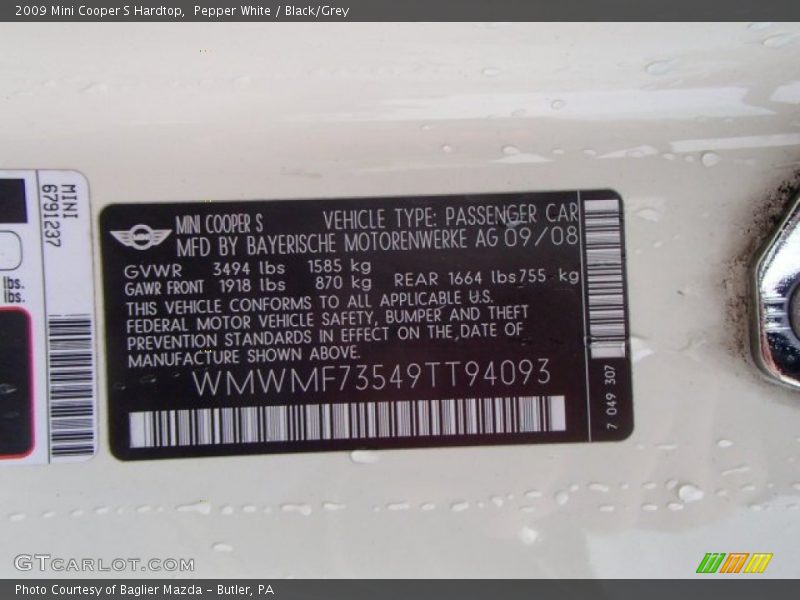 2009 Mini Cooper S Hardtop,  Pepper White / Black/Grey
MINI
6791237
lbs.
lbs.
MINI COOPER S VEHICLE TYPE: PASSENGER CAR
MFD BY BAYERISCHE MOTORENWERKE AG 09/08
GVWR 3494 lbs 1585 kg
GAWR FRONT 1918 lbs 870 kg REAR 1664 lbs 755 kg
THIS VEHICLE CONFORMS TO ALL APPLICABLE U.S.
FEDERAL MOTOR VEHICLE SAFETY, BUMPER AND THEFT
PREVENTION STANDARDS IN EFFECT ON THE DATE OF
MANUFACTURE SHOWN ABOVE.
WMWMF73549TT94093
7 049 307
GTCARLOT.COM
Photo Courtesy of Baglier Mazda - Butler, PA